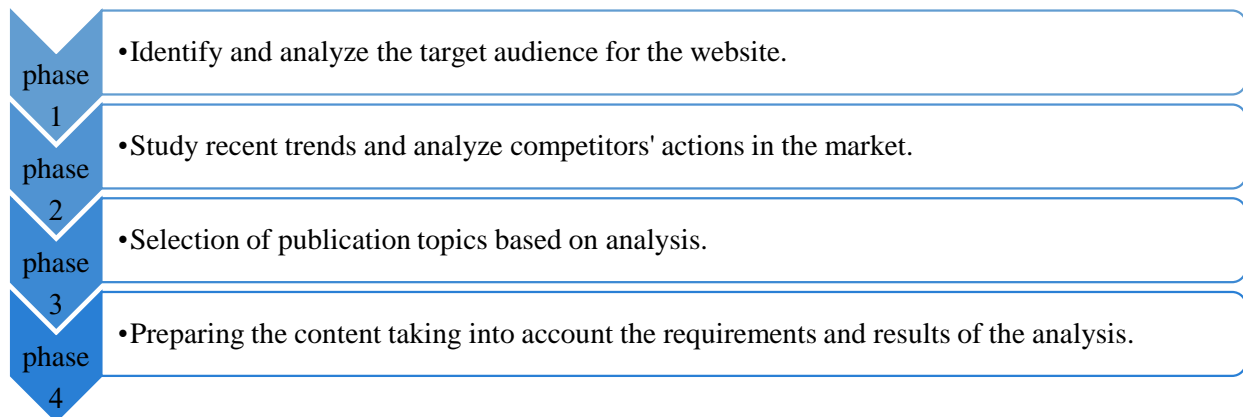 phase
1
•Identify and analyze the target audience for the website.
phase
2
•Study recent trends and analyze competitors' actions in the market.
phase
3
•Selection of publication topics based on analysis.
phase
4
•Preparing the content taking into account the requirements and results of the analysis.